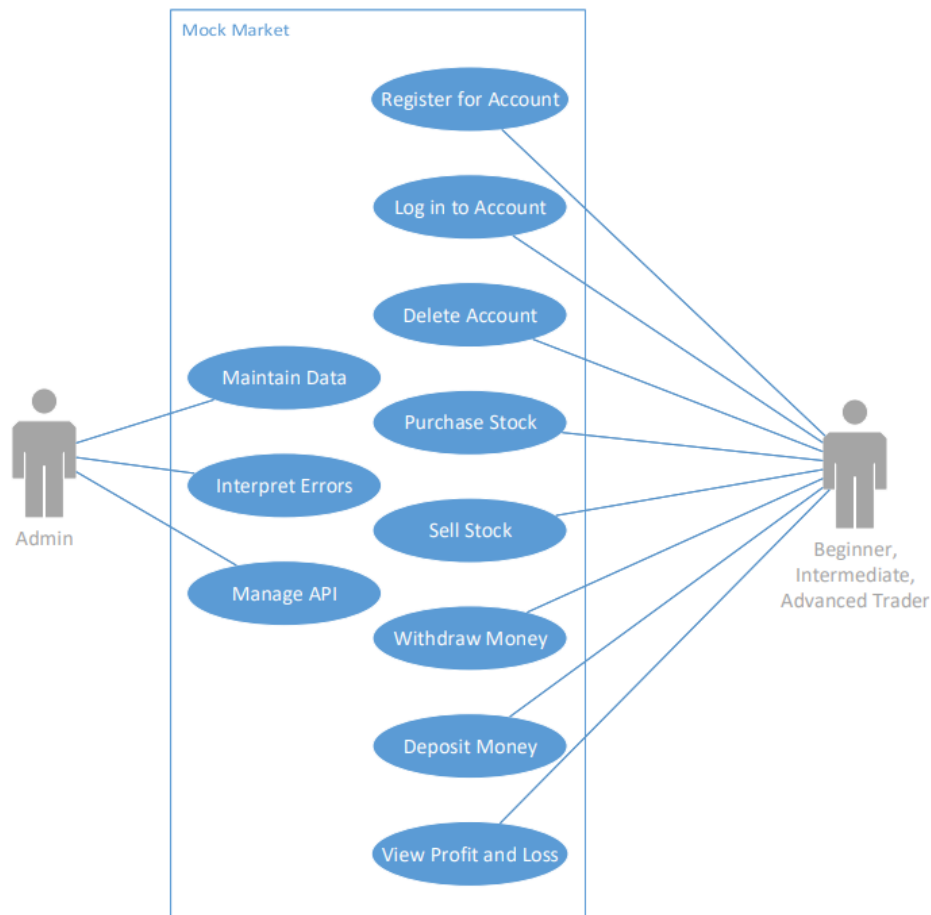 Mock Market
Register for Account
Log in to Account
Delete Account
Maintain Data
Purchase Stock
Interpret Errors
Sell Stock
Admin
Beginner,
Intermediate,
Advanced Trader
Manage API
Withdraw Money
Deposit Money
View Profit and Loss